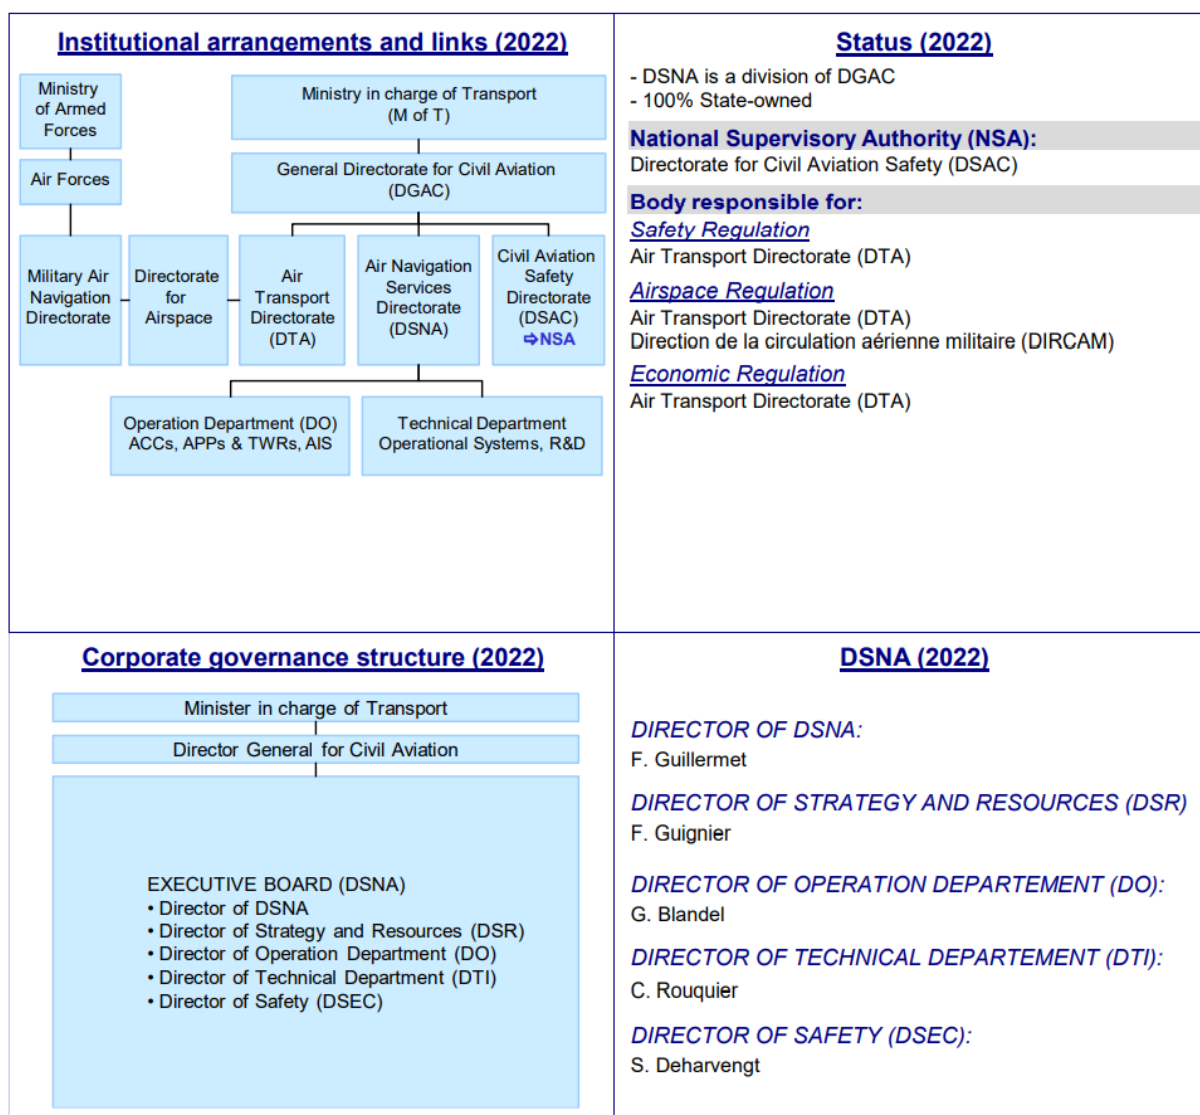 Institutional arrangements and links (2022)
Ministry
of Armed
Forces
Air Forces
Ministry in charge of Transport
(M of T)
General Directorate for Civil Aviation
(DGAC)
Military Air
Navigation
Directorate
Directorate
for
Airspace
Air
Transport
Directorate
(DTA)
Air Navigation
Services
Directorate
(DSNA)
Civil Aviation
Safety
Directorate
(DSAC)
⇨NSA
Operation Department (DO)
ACCs, APPs & TWRs, AIS
Technical Department
Operational Systems, R&D
Status (2022)
- DSNA is a division of DGAC
- 100% State-owned
National Supervisory Authority (NSA):
Directorate for Civil Aviation Safety (DSAC)
Body responsible for:
Safety Regulation
Air Transport Directorate (DTA)
Airspace Regulation
Air Transport Directorate (DTA)
Direction de la circulation aérienne militaire (DIRCAM)
Economic Regulation
Air Transport Directorate (DTA)
Corporate governance structure (2022)
Minister in charge of Transport
Director General for Civil Aviation
EXECUTIVE BOARD (DSNA)
• Director of DSNA
• Director of Strategy and Resources (DSR)
• Director of Operation Department (DO)
• Director of Technical Department (DTI)
• Director of Safety (DSEC)
DSNA (2022)
DIRECTOR OF DSNA:
F. Guillermet
DIRECTOR OF STRATEGY AND RESOURCES (DSR)
F. Guignier
DIRECTOR OF OPERATION DEPARTEMENT (DO):
G. Blandel
DIRECTOR OF TECHNICAL DEPARTEMENT (DTI):
C. Rouquier
DIRECTOR OF SAFETY (DSEC):
S. Deharvengt